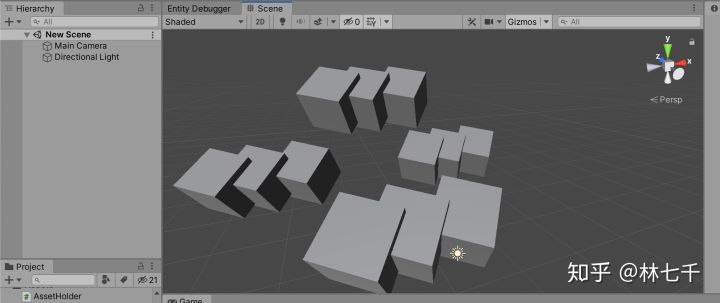 Hierarchy
All
New Scene
Main Camera
Directional Light
Project
21
AssetHolder
Entity Debugger
Scene
Shaded
2D
0
Gizmos
All
y
z
x
Persp
Game
知乎 @林七千